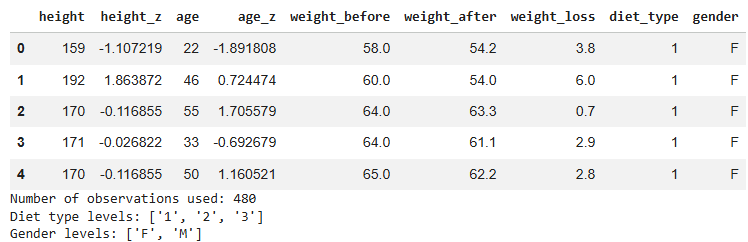 height height_z age age_z weight_before weight_after weight_loss diet_type gender
0 159 -1.107219 22 -1.891808 58.0 54.2 3.8 1 F
1 192 1.863872 46 0.724474 60.0 54.0 6.0 1 F
2 170 -0.116855 55 1.705579 64.0 63.3 0.7 1 F
3 171 -0.026822 33 -0.692679 64.0 61.1 2.9 1 F
4 170 -0.116855 50 1.160521 65.0 62.2 2.8 1 F
Number of observations used: 480
Diet type levels: ['1', '2', '3']
Gender levels: ['F', 'M']